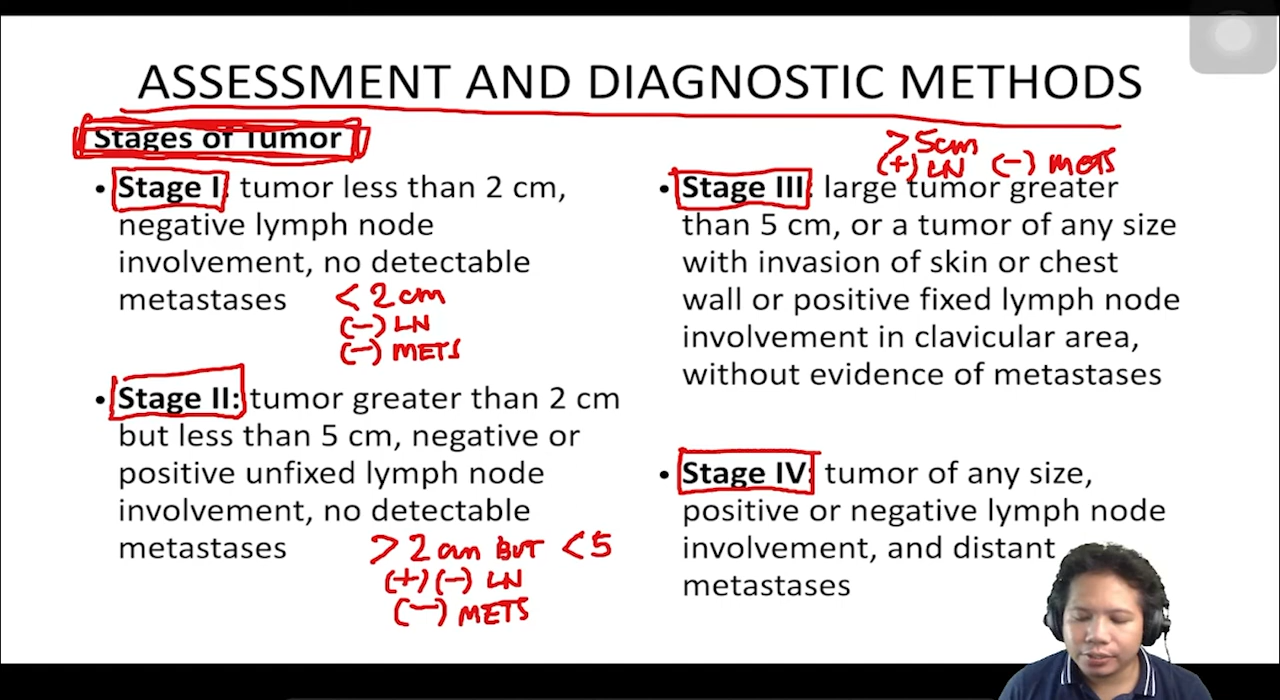 ASSESSMENT AND DIAGNOSTIC METHODS
Stages of Tumor
• Stage I: tumor less than 2 cm,
negative lymph node
involvement, no detectable
metastases
< 2 cm
(−) LN
(−) METS
• Stage II: tumor greater than 2 cm
but less than 5 cm, negative or
positive unfixed lymph node
involvement, no detectable
metastases
> 2 cm BUT < 5
(+) (−) LN
(−) METS
> 5cm
(+) LN (−) METS
• Stage III: large tumor greater
than 5 cm, or a tumor of any size
with invasion of skin or chest
wall or positive fixed lymph node
involvement in clavicular area,
without evidence of metastases
• Stage IV: tumor of any size,
positive or negative lymph node
involvement, and distant
metastases